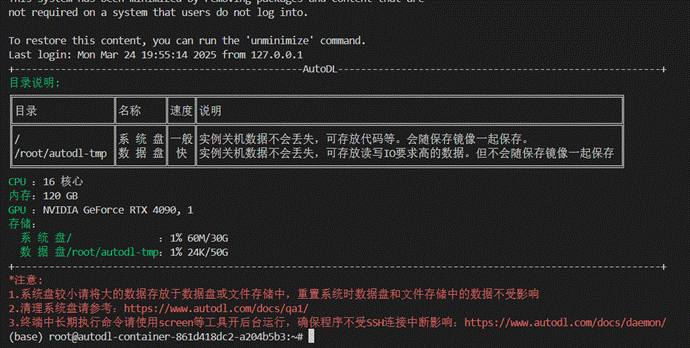 This system has been minimized by removing packages and content that are
not required on a system that users do not log into.
To restore this content, you can run the 'unminimize' command.
Last login: Mon Mar 24 19:55:14 2025 from 127.0.0.1
+--------------------------------------------------AutoDL--------------------------------------------------------+
目录说明:
目录 名称 速度 说明
/ 系 统 盘 一般 实例关机数据不会丢失，可存放代码等。会随保存镜像一起保存。
/root/autodl-tmp 数 据 盘 快 实例关机数据不会丢失，可存放读写IO要求高的数据。但不会随保存镜像一起保存
CPU ：16 核心
内存：120 GB
GPU ：NVIDIA GeForce RTX 4090, 1
存储：
系 统 盘/ ：1% 60M/30G
数 据 盘/root/autodl-tmp：1% 24K/50G
+----------------------------------------------------------------------------------------------------------------+
*注意:
1.系统盘较小请将大的数据存放于数据盘或文件存储中，重置系统时数据盘和文件存储中的数据不受影响
2.清理系统盘请参考：https://www.autodl.com/docs/qa1/
3.终端中长期执行命令请使用screen等工具开后台运行，确保程序不受SSH连接中断影响：https://www.autodl.com/docs/daemon/
(base) root@autodl-container-861d418dc2-a204b5b3:~#